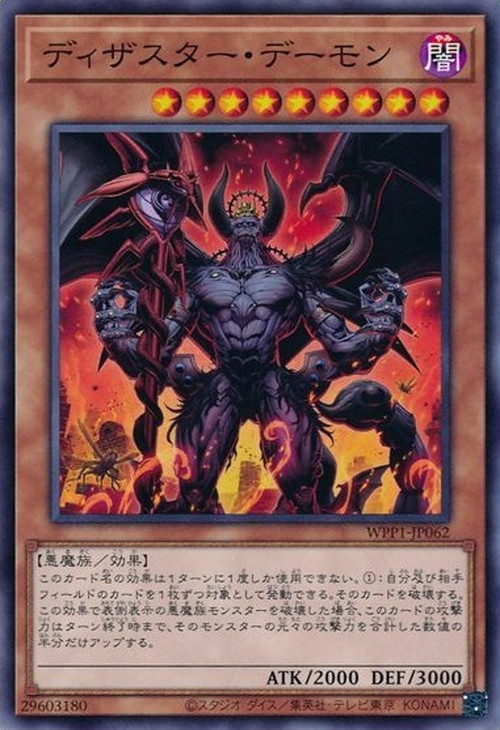 ディザスター・デーモン
闇
WPP1-JP062
【悪魔族／効果】
このカード名の効果は１ターンに１度しか使用できない。①：自分及び相手
フィールドのカードを１枚ずつ対象として発動できる。そのカードを破壊する。
この効果で表側表示の悪魔族モンスターを破壊した場合、このカードの攻撃
力はターン終了時まで、そのモンスターの元々の攻撃力を合計した数値の
半分だけアップする。
ATK/2000 DEF/3000
29603180 ©スタジオ・ダイス／集英社・テレビ東京 KONAMI